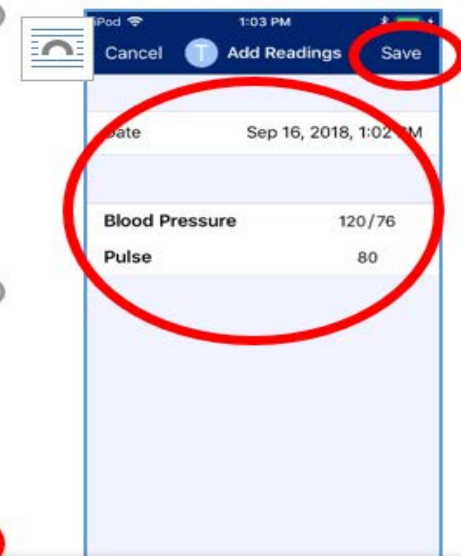 iPod 1:03 PM
Cancel T Add Readings Save
Date Sep 16, 2018, 1:02 PM
Blood Pressure 120/76
Pulse 80